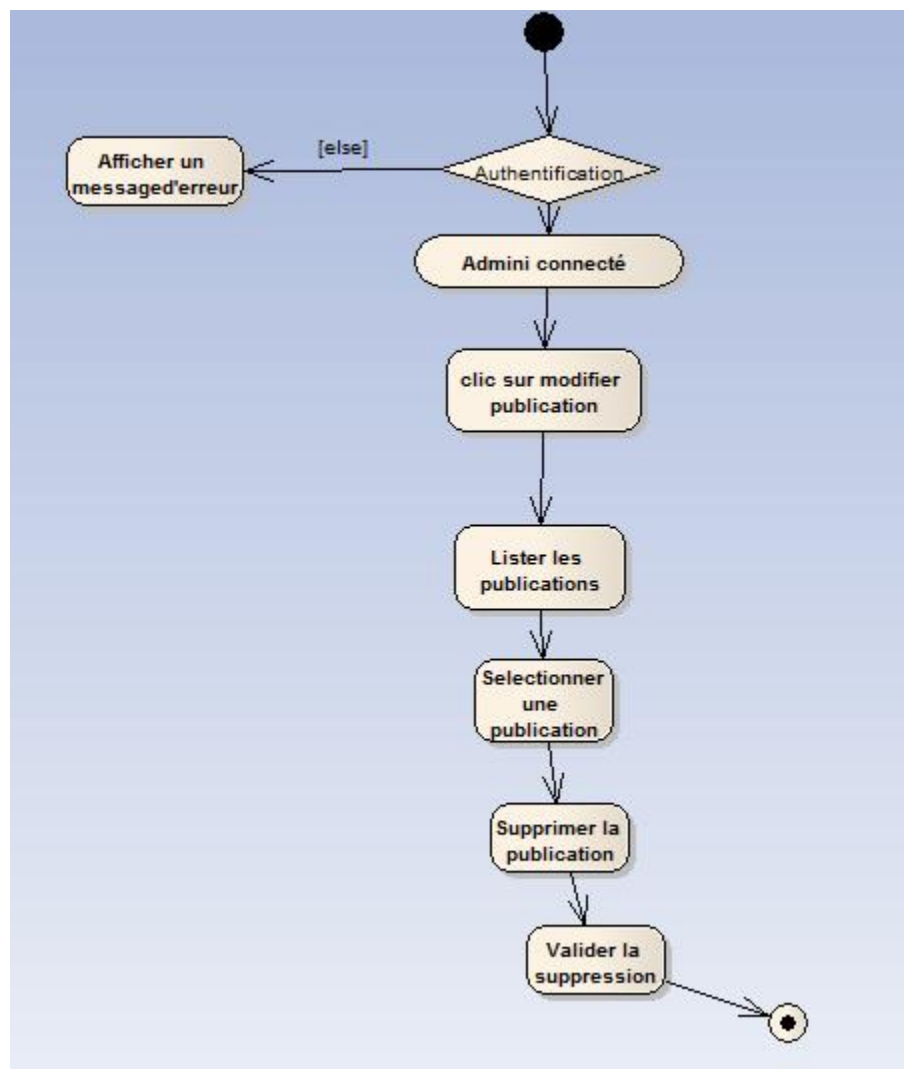 [else]
Afficher un
messaged'erreur
Authentification
Admini connecté
clic sur modifier
publication
Lister les
publications
Selectionner
une
publication
Supprimer la
publication
Valider la
suppression